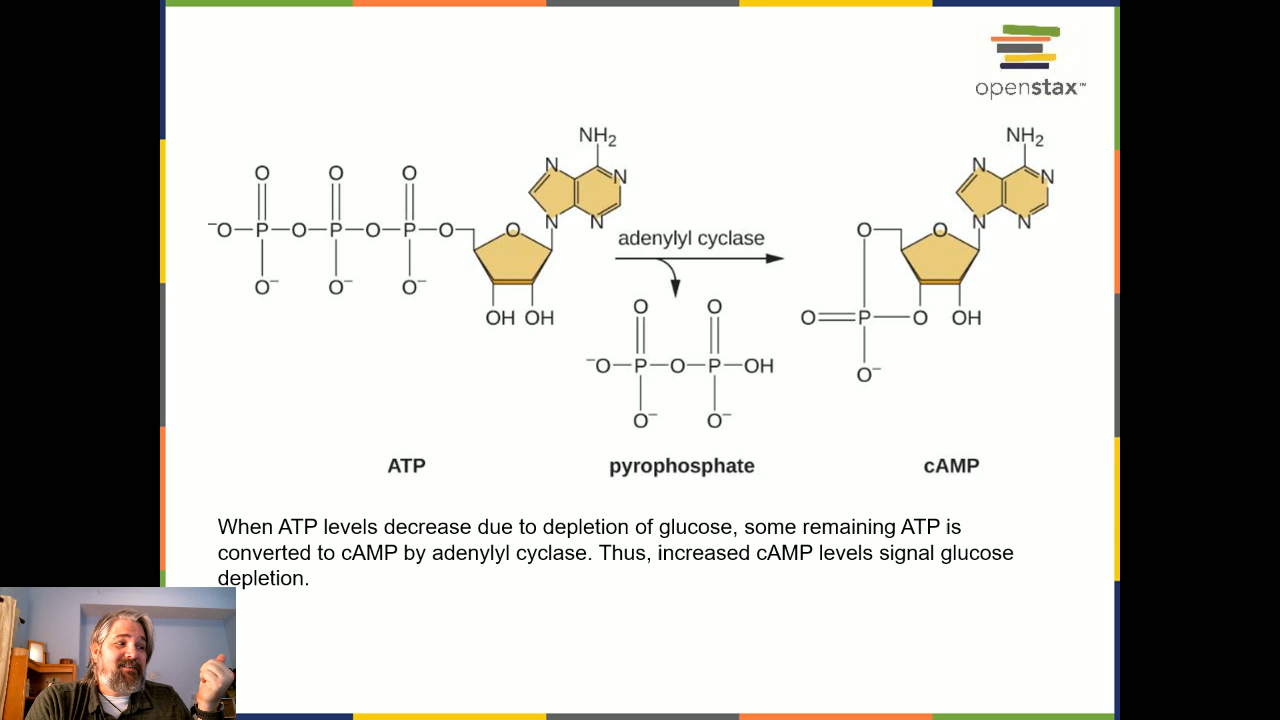 openstax™
NH₂ NH₂
O O O N N N N
⁻O P O P O P O O N N O O N N
adenylyl cyclase
O⁻ O⁻ O⁻
OH OH O O O P O OH
⁻O P O P OH
O⁻
O⁻ O⁻
ATP pyrophosphate cAMP
When ATP levels decrease due to depletion of glucose, some remaining ATP is
converted to cAMP by adenylyl cyclase. Thus, increased cAMP levels signal glucose
depletion.